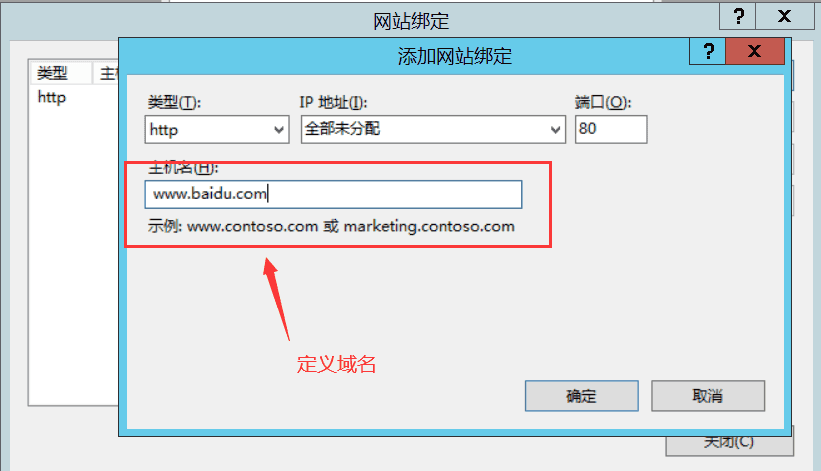 网站绑定
?
X
添加网站绑定
?
X
类型
http
类型(T):
IP 地址(I):
端口(O):
http
全部未分配
80
主机名(H):
www.baidu.com
示例: www.contoso.com 或 marketing.contoso.com
定义域名
确定
取消
关闭(C)